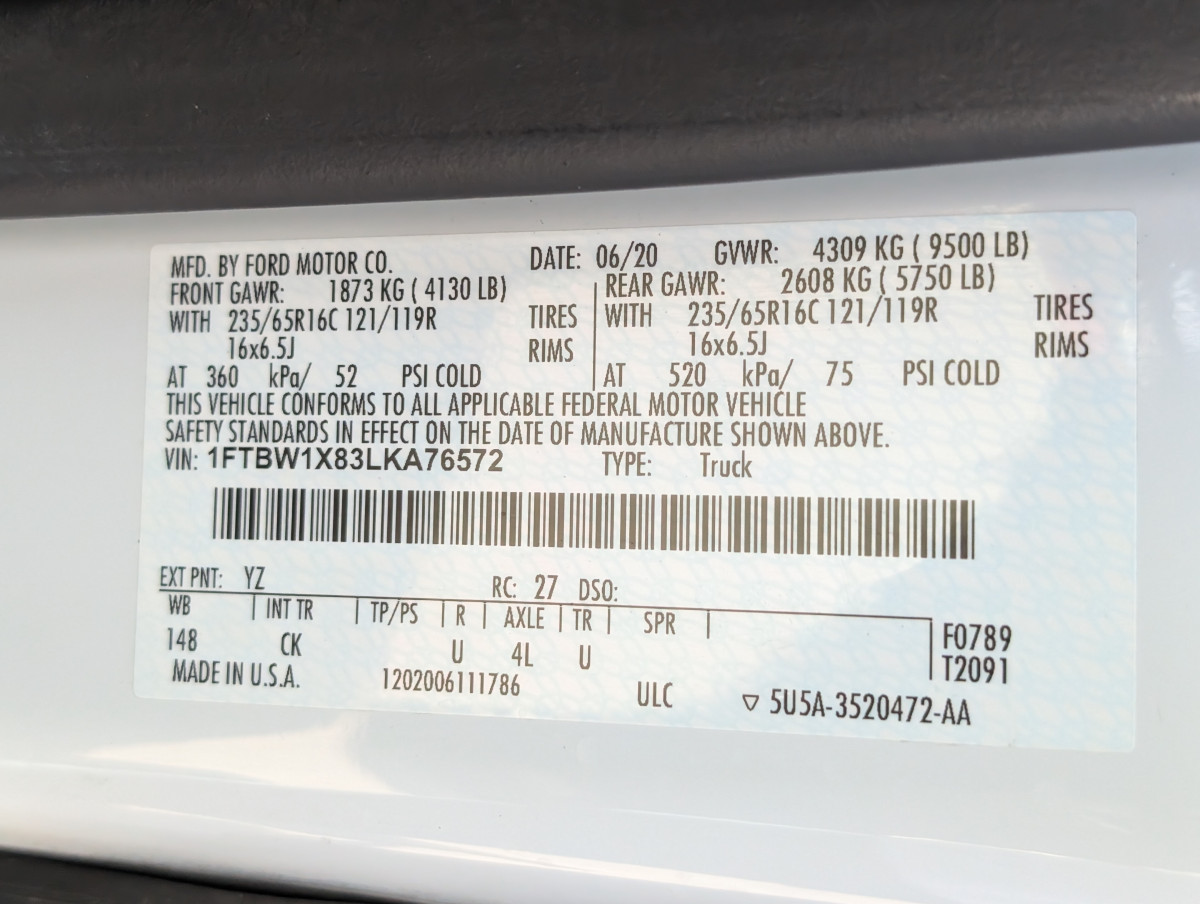 MFD. BY FORD MOTOR CO. DATE: 06/20 GVWR: 4309 KG ( 9500 LB)
FRONT GAWR: 1873 KG ( 4130 LB) REAR GAWR: 2608 KG ( 5750 LB)
WITH 235/65R16C 121/119R TIRES WITH 235/65R16C 121/119R TIRES
16x6.5J RIMS 16x6.5J RIMS
AT 360 kPa/ 52 PSI COLD AT 520 kPa/ 75 PSI COLD
THIS VEHICLE CONFORMS TO ALL APPLICABLE FEDERAL MOTOR VEHICLE
SAFETY STANDARDS IN EFFECT ON THE DATE OF MANUFACTURE SHOWN ABOVE.
VIN: 1FTBW1X83LKA76572 TYPE: Truck
EXT PNT: YZ RC: 27 DSO:
WB INT TR TP/PS R AXLE TR SPR
148 CK U 4L U F0789
T2091
MADE IN U.S.A. 1202006111786 ULC ▽ 5U5A-3520472-AA